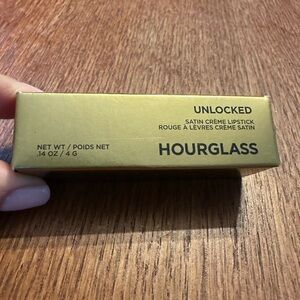 UNLOCKED
SATIN CRÈME LIPSTICK
ROUGE À LÈVRES CRÈME SATIN
NET WT / POIDS NET
.14 OZ / 4 G
HOURGLASS